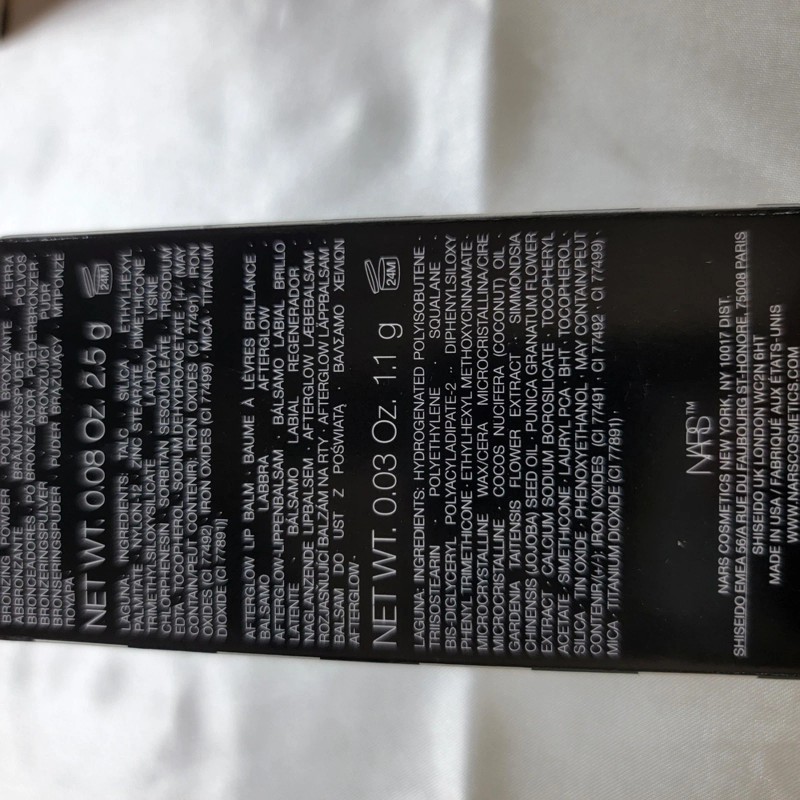 BRONZING POWDER · POUDRE BRONZANTE · TERRA
ABBRONZANTE · BRÄUNUNGSPUDER · POLVOS
BRONCEADORES · PÓ BRONZEADOR · POEDERBRONZER ·
BRONZERINGSPULVER · PUDER BRONZUJĄCY ·
NET WT. 0.08 Oz. 2.5 g 24M
LAGUNA: INGREDIENTS: TALC · SILICA · ETHYLHEXYL
PALMITATE · NYLON-12 · ZINC STEARATE · DIMETHICONE ·
TRIMETHYLSILOXYSILICATE · LAUROYL LYSINE ·
CHLORPHENESIN · SORBITAN SESQUIOLEATE · TRISODIUM
EDTA · TOCOPHEROL · SODIUM DEHYDROACETATE · [+/- (MAY
CONTAIN/PEUT CONTENIR): IRON OXIDES (CI 77491) · IRON
OXIDES (CI 77492) · IRON OXIDES (CI 77499) · MICA · TITANIUM
DIOXIDE (CI 77891)]
AFTERGLOW LIP BALM · BAUME À LÈVRES BRILLANCE ·
BALSAMO LABBRA AFTERGLOW ·
AFTERGLOW-LIPPENBALSAM · BÁLSAMO LABIAL BRILLO
LATENTE · BÁLSAMO LABIAL REGENERADOR ·
NAGLANZENDE LIPBALSEM · AFTERGLOW LÆBEBALSAM ·
ROZJASŇUJÍCÍ BALZÁM NA RTY · AFTERGLOW LÄPPBALSAM ·
BALSAM DO UST Z POŚWIATĄ · ΒΑΛΣΑΜΟ ΧΕΙΛΙΩΝ
AFTERGLOW ·
NET WT. 0.03 Oz. 1.1 g 24M
LAGUNA: INGREDIENTS: HYDROGENATED POLYISOBUTENE ·
TRIISOSTEARIN · POLYETHYLENE · SQUALANE ·
BIS-DIGLYCERYL POLYACYLADIPATE-2 · DIPHENYLSILOXY
PHENYL TRIMETHICONE · ETHYLHEXYL METHOXYCINNAMATE ·
MICROCRYSTALLINE WAX/CERA MICROCRISTALLINA/CIRE
MICROCRISTALLINE · COCOS NUCIFERA (COCONUT) OIL ·
GARDENIA TAITENSIS FLOWER EXTRACT · SIMMONDSIA
CHINENSIS (JOJOBA) SEED OIL · PUNICA GRANATUM FLOWER
EXTRACT · CALCIUM SODIUM BOROSILICATE · TOCOPHERYL
ACETATE · SIMETHICONE · LAURYL PCA · BHT · TOCOPHEROL ·
SILICA · TIN OXIDE · PHENOXYETHANOL · MAY CONTAIN/PEUT
CONTENIR/(+/-): IRON OXIDES (CI 77491 · CI 77492 · CI 77499) ·
MICA · TITANIUM DIOXIDE (CI 77891)].
NARS™
NARS COSMETICS NEW YORK, NY 10017 DIST.
SHISEIDO EMEA 56/A RUE DU FAUBOURG ST-HONORÉ, 75008 PARIS
SHISEIDO UK LONDON WC2N 6HT
MADE IN USA / FABRIQUÉ AUX ÉTATS-UNIS
WWW.NARSCOSMETICS.COM